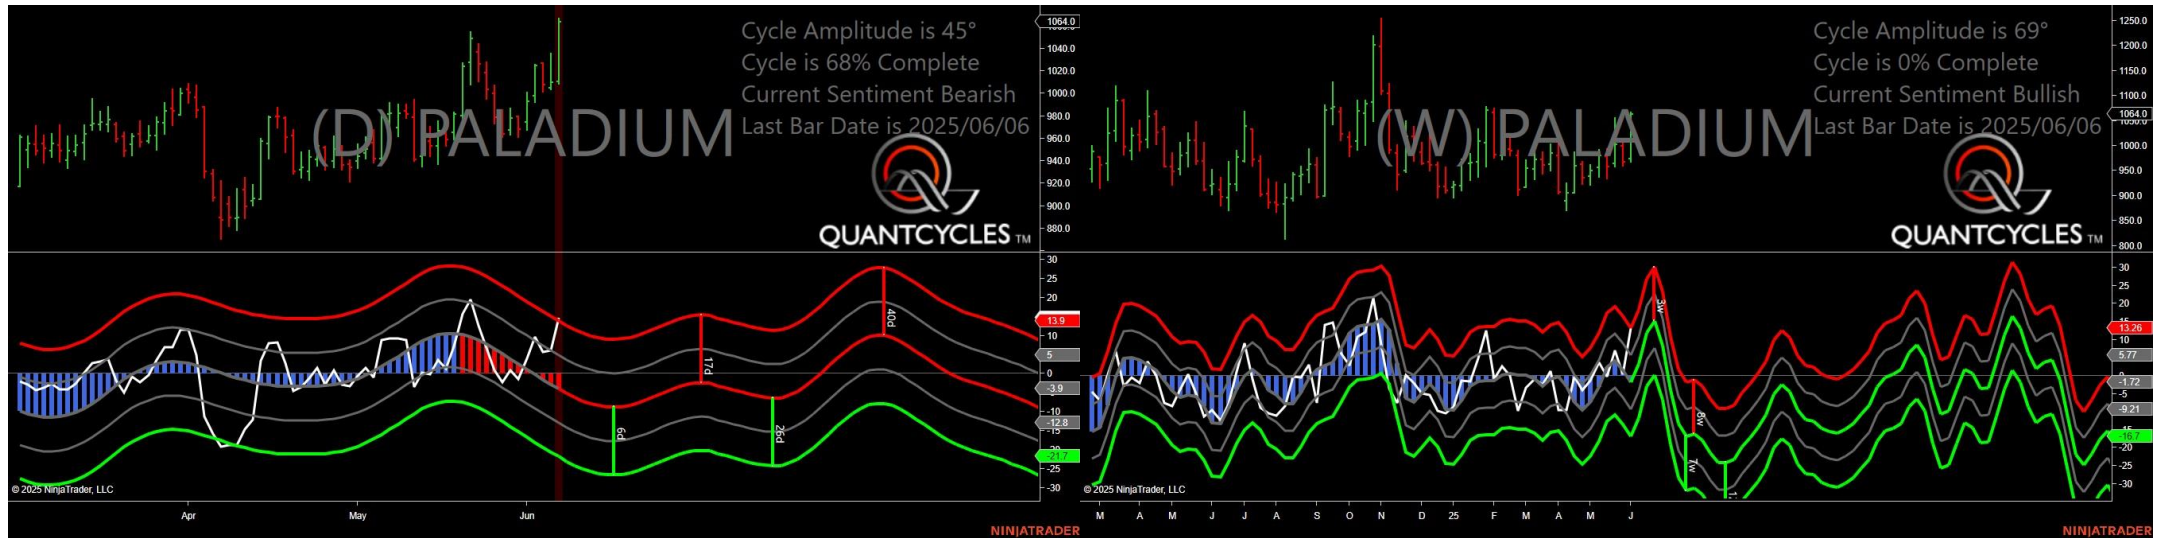 Cycle Amplitude is 45°
Cycle is 68% Complete
Current Sentiment Bearish
Last Bar Date is 2025/06/06
(D) PALADIUM
QUANTCYCLES TM
1064.0
1040.0
1020.0
1000.0
980.0
960.0
940.0
920.0
900.0
880.0
30
25
20
13.9
10
5
0
-3.9
-10
-12.8
-15
-21.7
-25
-30
6d
17d
26d
40d
© 2025 NinjaTrader, LLC
Apr
May
Jun
NINJATRADER
Cycle Amplitude is 69°
Cycle is 0% Complete
Current Sentiment Bullish
Last Bar Date is 2025/06/06
(W) PALADIUM
QUANTCYCLES TM
1250.0
1200.0
1150.0
1100.0
1064.0
1000.0
950.0
900.0
850.0
800.0
30
25
20
13.26
10
5.77
-1.72
-5
-9.21
-16.7
-20
-25
-30
3w
8w
7w
© 2025 NinjaTrader, LLC
M A M J J A S O N D 25 F M A M J
NINJATRADER